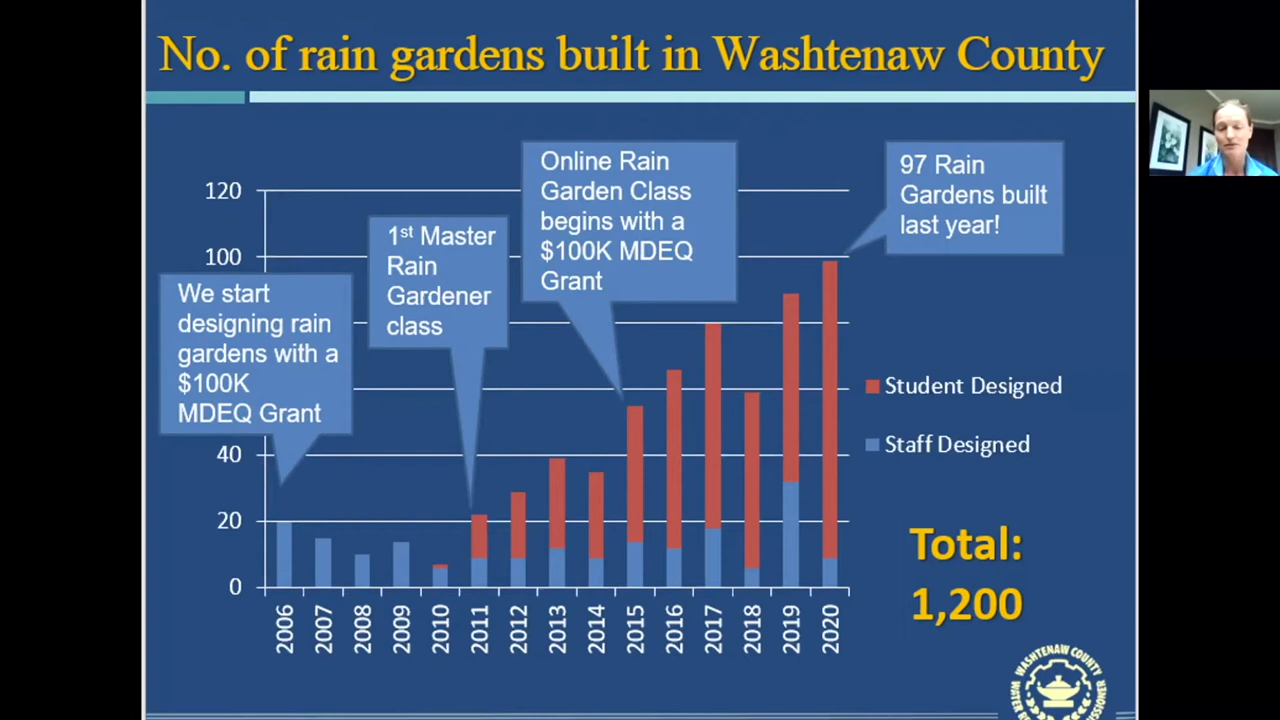 No. of rain gardens built in Washtenaw County
We start
designing rain
gardens with a
$100K
MDEQ Grant
1st Master
Rain
Gardener
class
Online Rain
Garden Class
begins with a
$100K MDEQ
Grant
97 Rain
Gardens built
last year!
120
100
40
20
0
2006
2007
2008
2009
2010
2011
2012
2013
2014
2015
2016
2017
2018
2019
2020
Student Designed
Staff Designed
Total:
1,200
WASHTENAW COUNTY